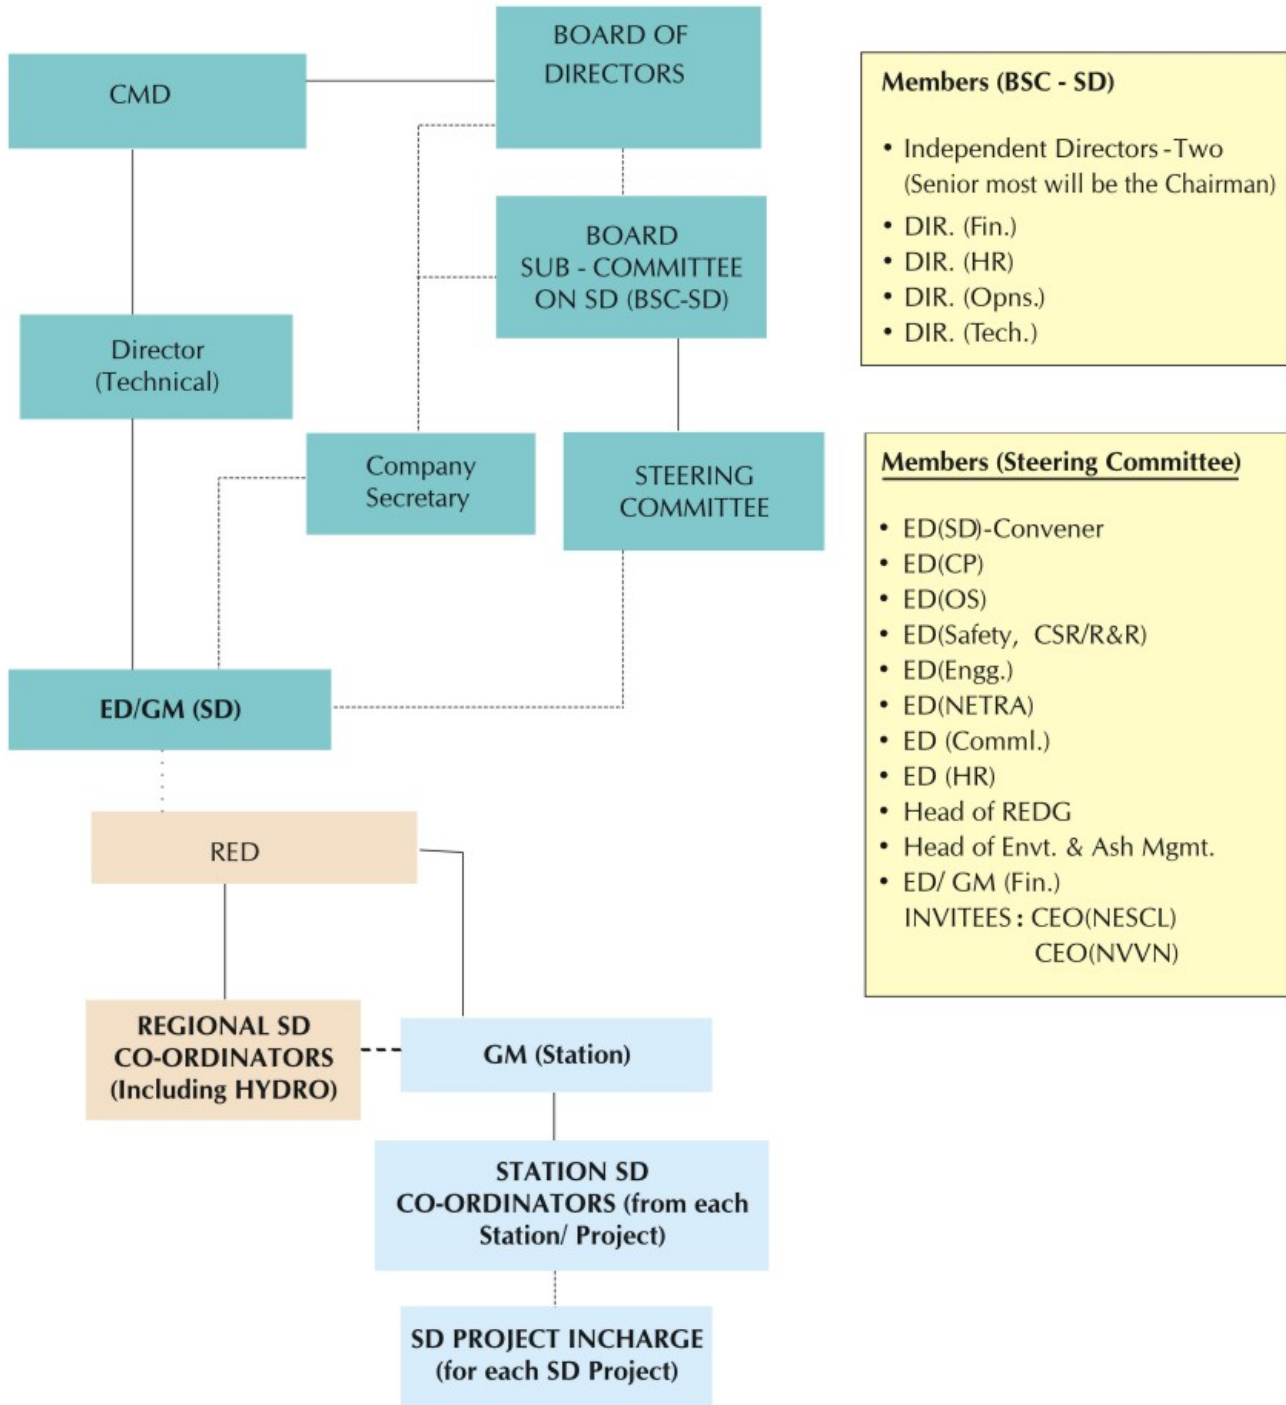 BOARD OF
DIRECTORS
CMD
BOARD
SUB - COMMITTEE
ON SD (BSC-SD)
Director
(Technical)
Company
Secretary
STEERING
COMMITTEE
ED/GM (SD)
RED
REGIONAL SD
CO-ORDINATORS
(Including HYDRO)
GM (Station)
STATION SD
CO-ORDINATORS (from each
Station/ Project)
SD PROJECT INCHARGE
(for each SD Project)
Members (BSC - SD)
• Independent Directors -Two
(Senior most will be the Chairman)
• DIR. (Fin.)
• DIR. (HR)
• DIR. (Opns.)
• DIR. (Tech.)
Members (Steering Committee)
• ED(SD)-Convener
• ED(CP)
• ED(OS)
• ED(Safety, CSR/R&R)
• ED(Engg.)
• ED(NETRA)
• ED (Comml.)
• ED (HR)
• Head of REDG
• Head of Envt. & Ash Mgmt.
• ED/ GM (Fin.)
INVITEES : CEO(NESCL)
CEO(NVVN)